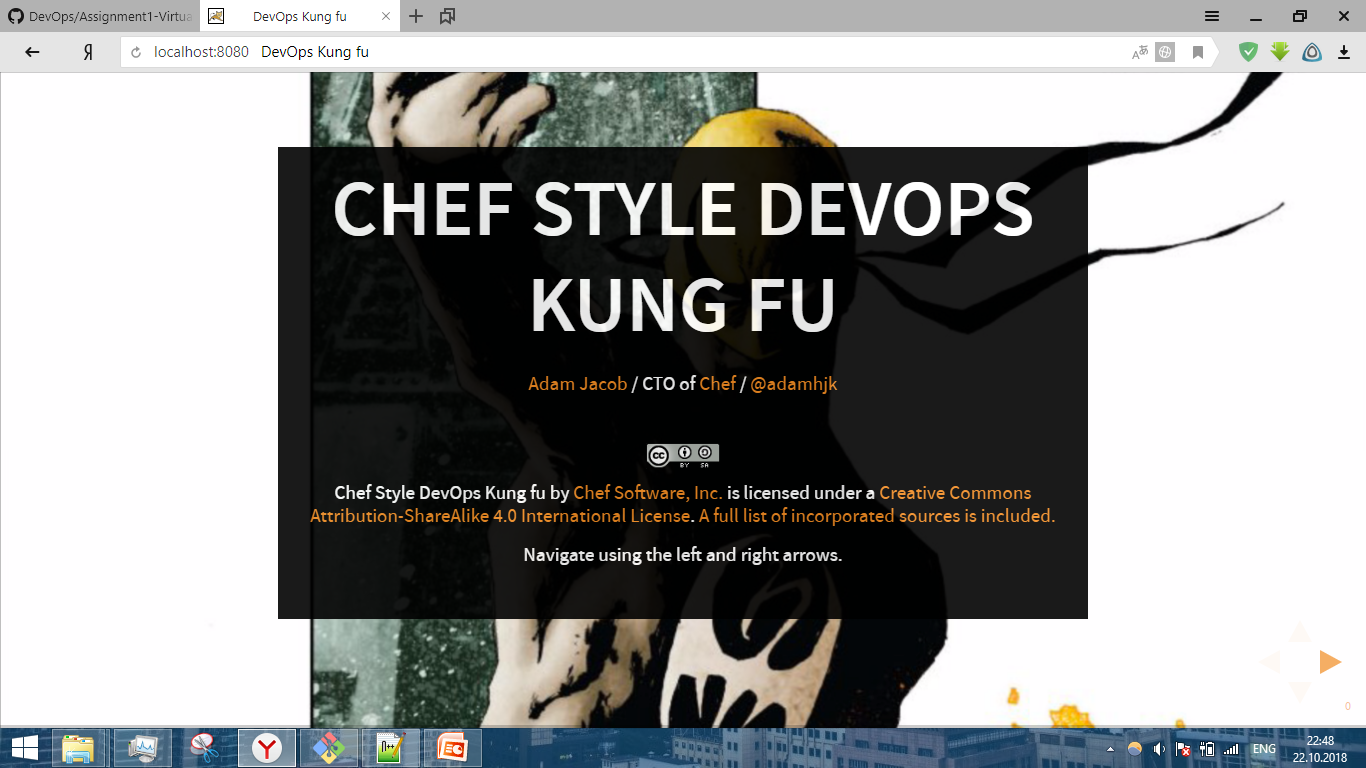 DevOps/Assignment1-Virtua
DevOps Kung fu
localhost:8080 DevOps Kung fu
CHEF STYLE DEVOPS
KUNG FU
Adam Jacob / CTO of Chef / @adamhjk
cc BY SA
Chef Style DevOps Kung fu by Chef Software, Inc. is licensed under a Creative Commons
Attribution-ShareAlike 4.0 International License. A full list of incorporated sources is included.
Navigate using the left and right arrows.
0
ENG
22:48
22.10.2018